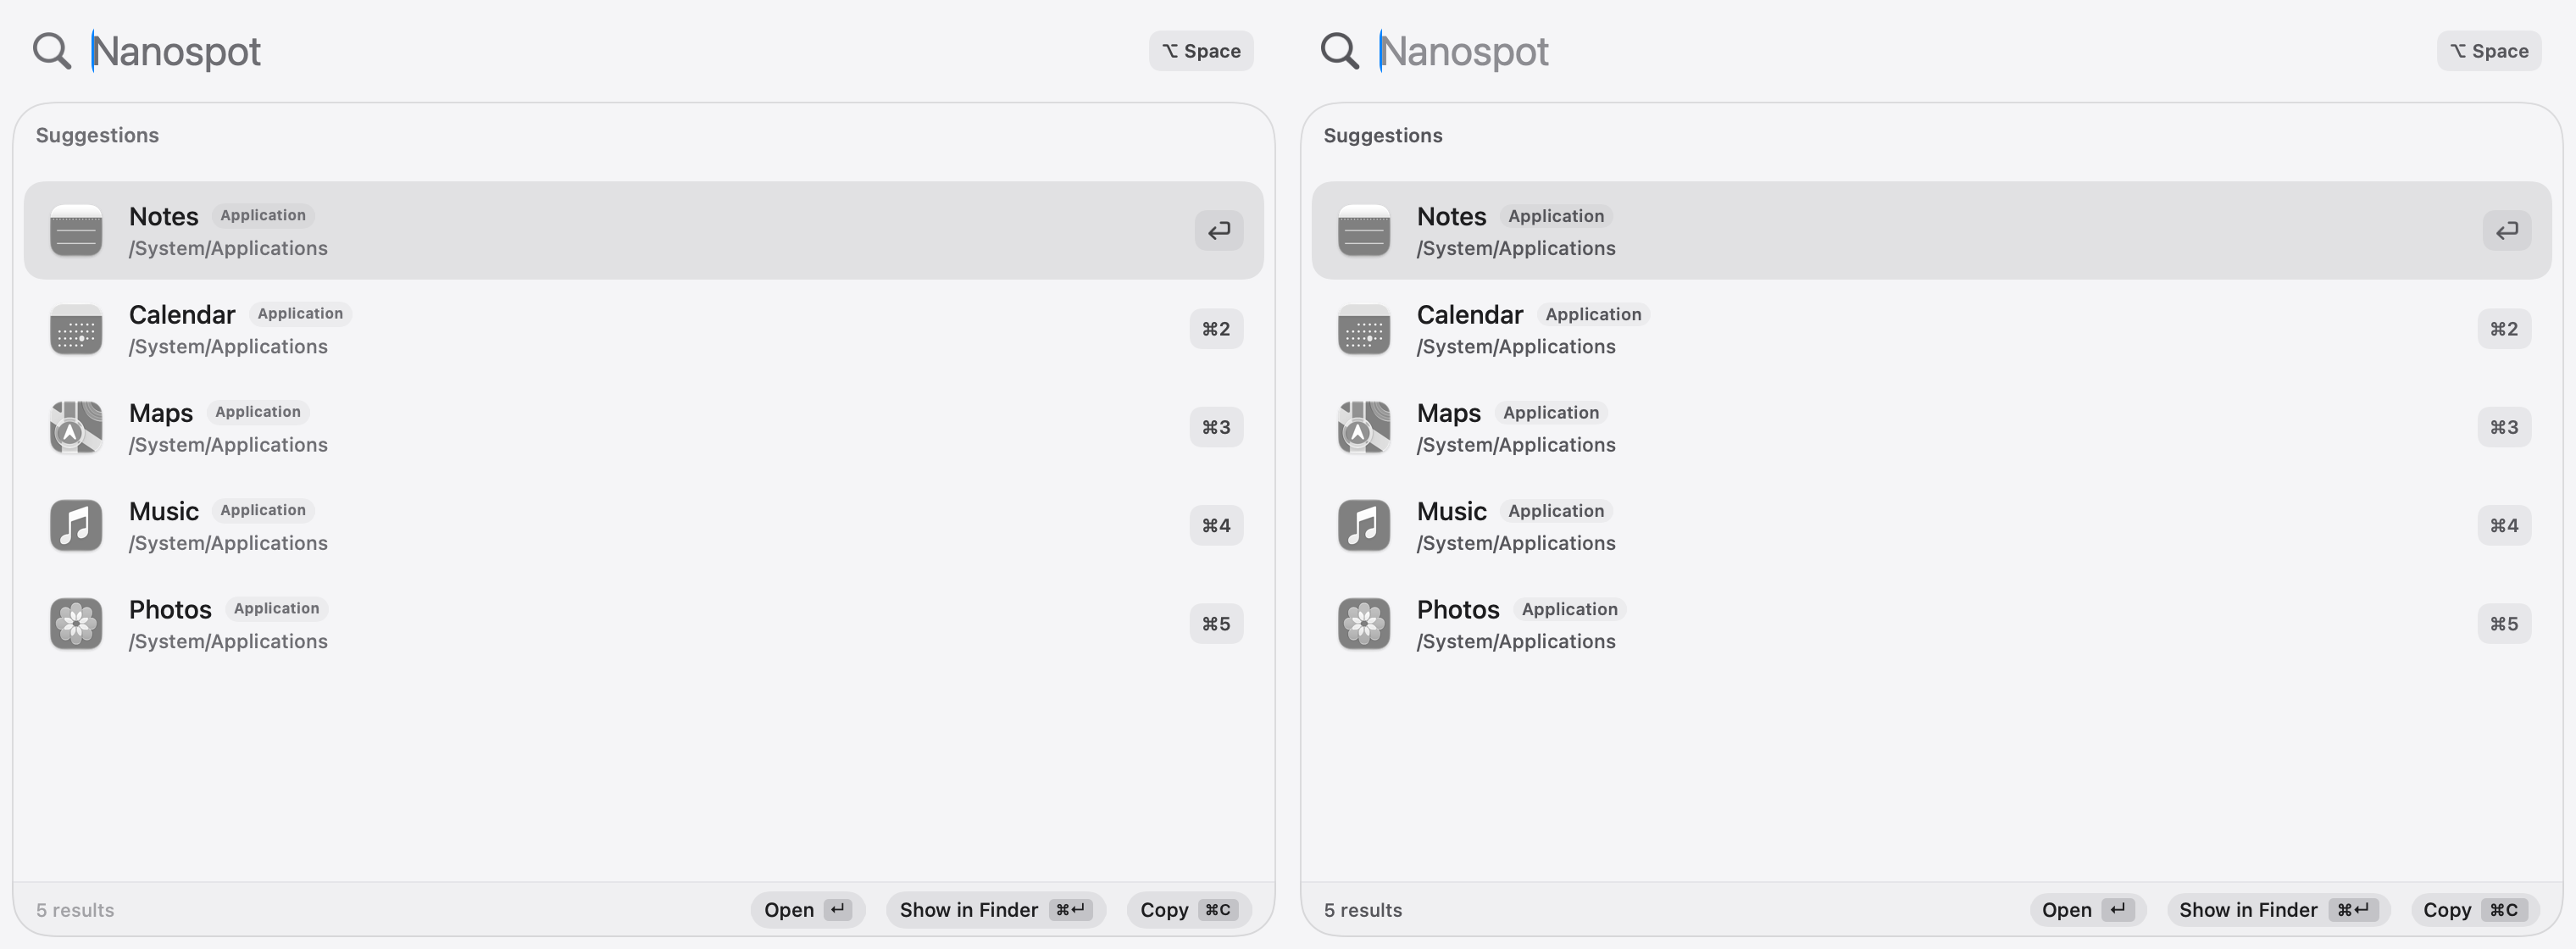 Nanospot
⌥ Space
Suggestions
Notes Application
/System/Applications
Calendar Application
/System/Applications
⌘2
Maps Application
/System/Applications
⌘3
Music Application
/System/Applications
⌘4
Photos Application
/System/Applications
⌘5
5 results
Open ↵ Show in Finder ⌘↵ Copy ⌘C
Nanospot
⌥ Space
Suggestions
Notes Application
/System/Applications
Calendar Application
/System/Applications
⌘2
Maps Application
/System/Applications
⌘3
Music Application
/System/Applications
⌘4
Photos Application
/System/Applications
⌘5
5 results
Open ↵ Show in Finder ⌘↵ Copy ⌘C